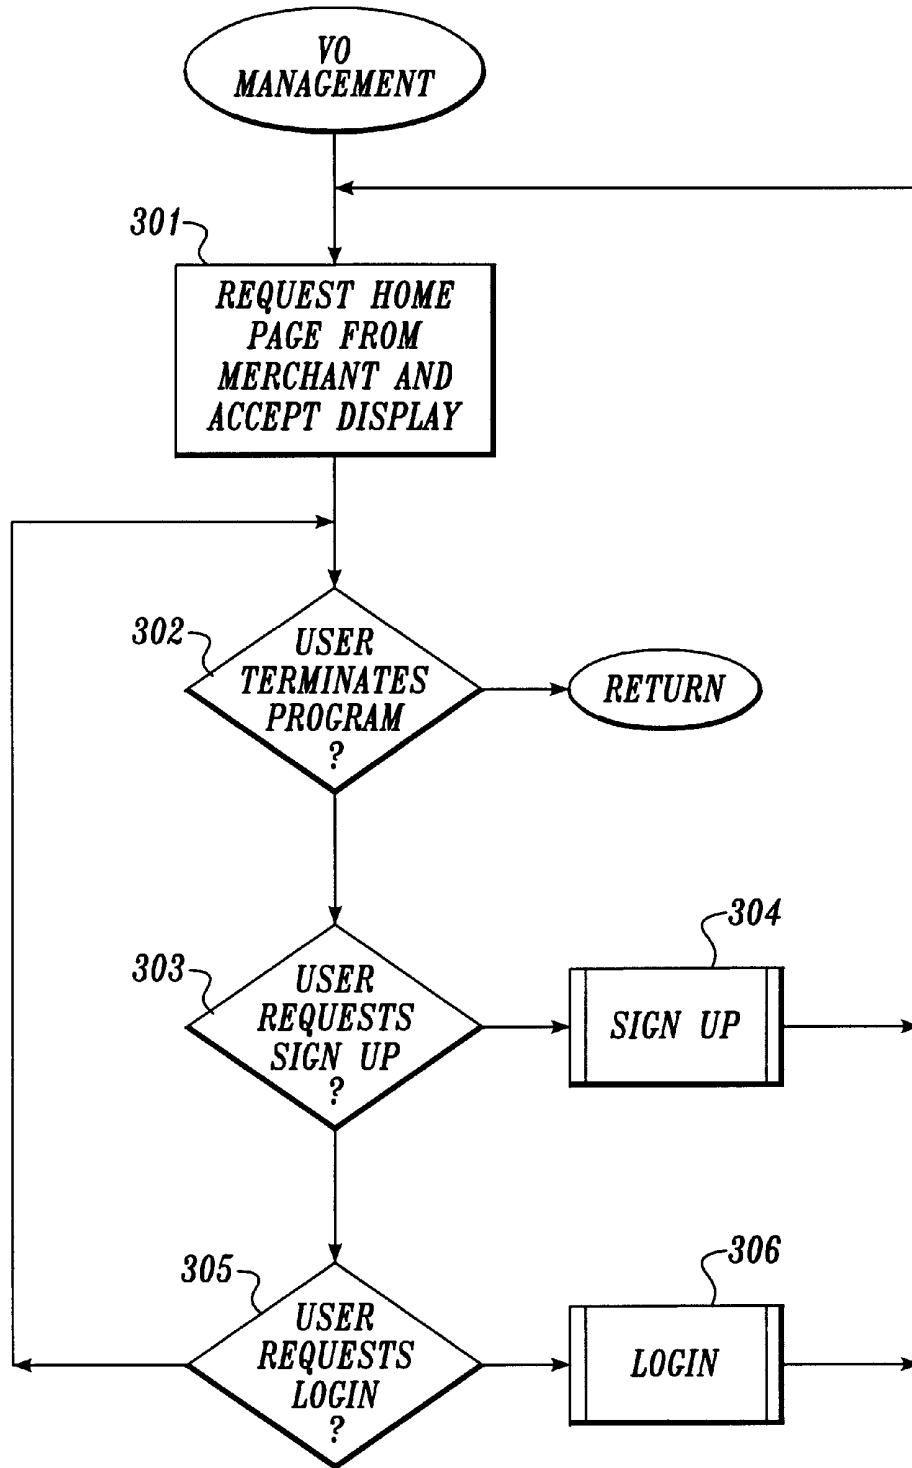 VO
MANAGEMENT
301
REQUEST HOME
PAGE FROM
MERCHANT AND
ACCEPT DISPLAY
302
USER
TERMINATES
PROGRAM
?
RETURN
303
USER
REQUESTS
SIGN UP
?
304
SIGN UP
305
USER
REQUESTS
LOGIN
?
306
LOGIN